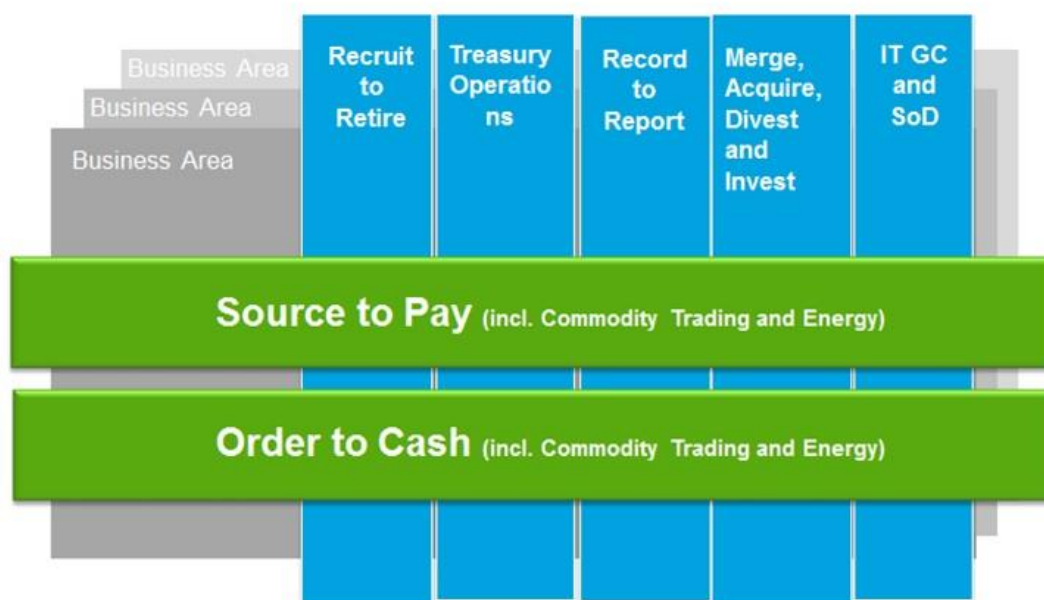 Business Area
Business Area
Business Area
Recruit
to
Retire
Treasury
Operatio
ns
Record
to
Report
Merge,
Acquire,
Divest
and
Invest
IT GC
and
SoD
Source to Pay (incl. Commodity Trading and Energy)
Order to Cash (incl. Commodity Trading and Energy)